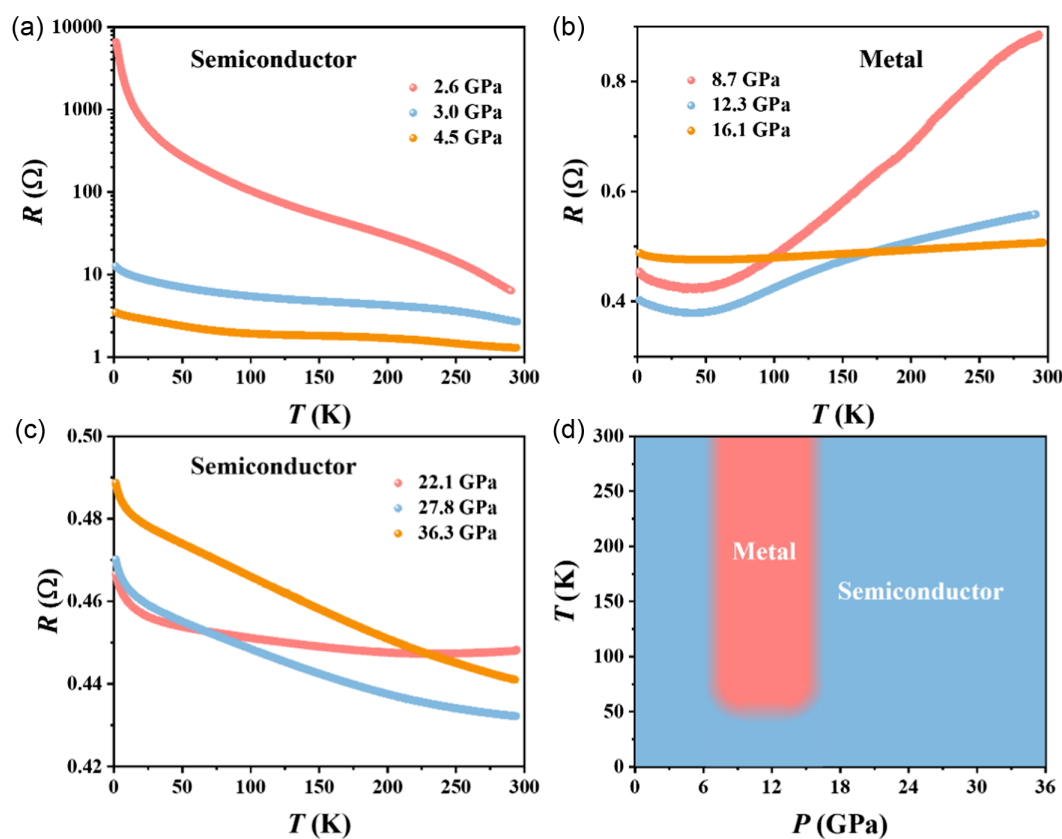 (a)
Semiconductor
2.6 GPa
3.0 GPa
4.5 GPa
10000
1000
100
10
1
R (Ω)
0 50 100 150 200 250 300
T (K)
(b)
Metal
8.7 GPa
12.3 GPa
16.1 GPa
0.8
0.6
0.4
R (Ω)
0 50 100 150 200 250 300
T (K)
(c)
Semiconductor
22.1 GPa
27.8 GPa
36.3 GPa
0.50
0.48
0.46
0.44
0.42
R (Ω)
0 50 100 150 200 250 300
T (K)
(d)
300
250
200
150
100
50
0
T (K)
Metal
Semiconductor
0 6 12 18 24 30 36
P (GPa)